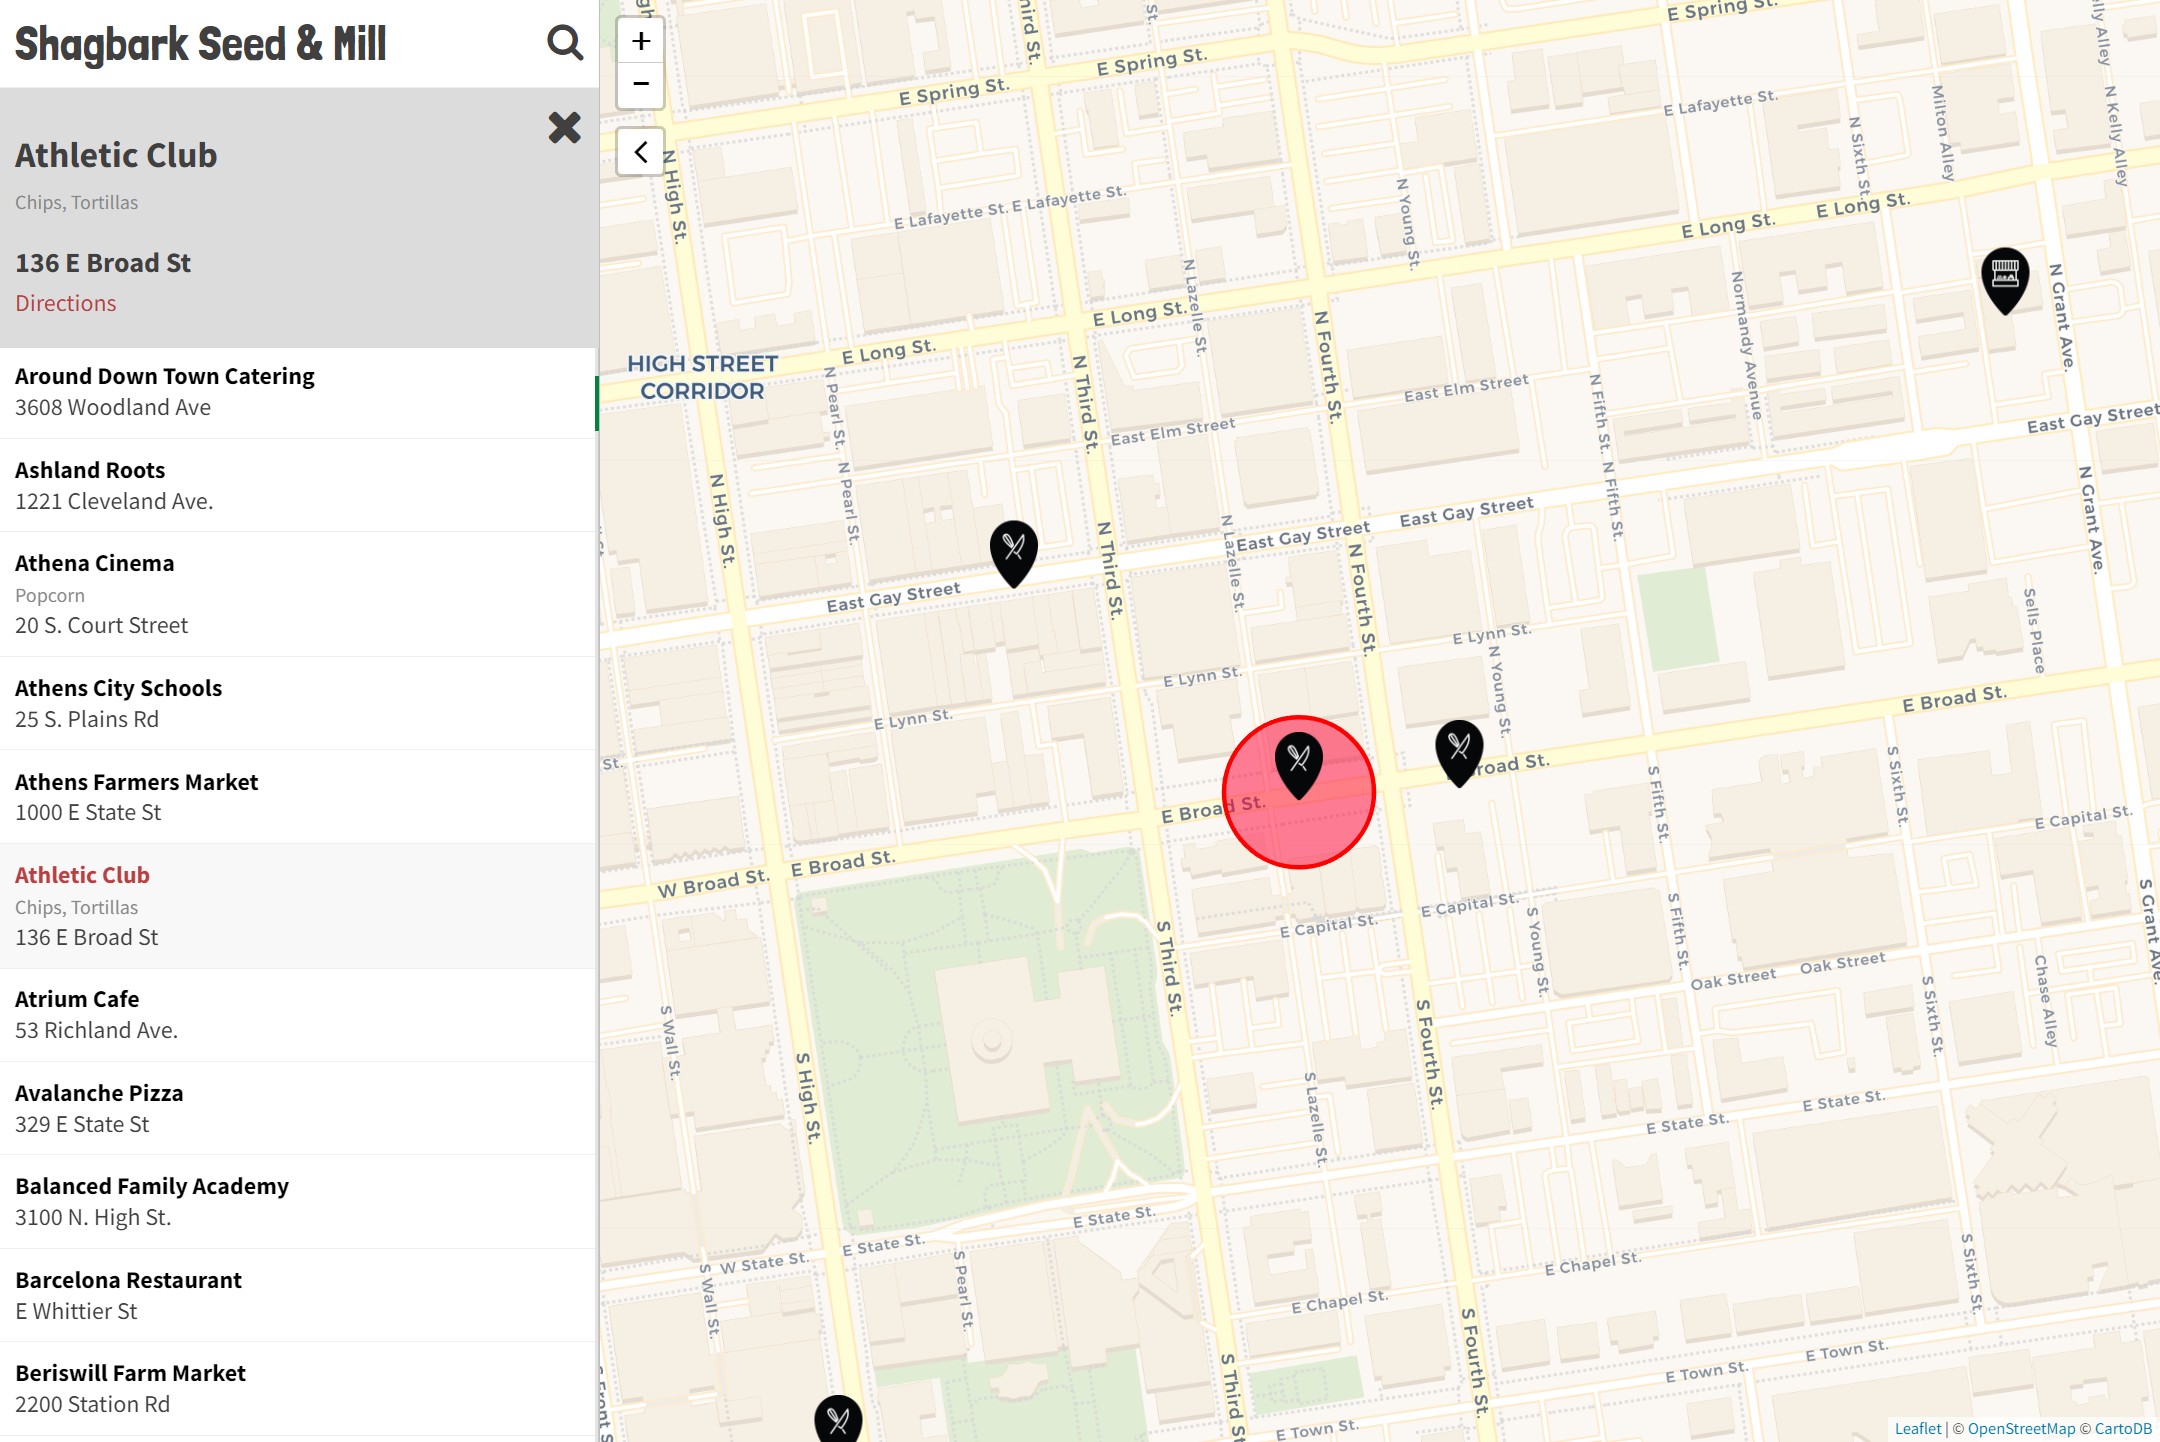 Shagbark Seed & Mill
Athletic Club
Chips, Tortillas
136 E Broad St
Directions
Around Down Town Catering
3608 Woodland Ave
Ashland Roots
1221 Cleveland Ave.
Athena Cinema
Popcorn
20 S. Court Street
Athens City Schools
25 S. Plains Rd
Athens Farmers Market
1000 E State St
Athletic Club
Chips, Tortillas
136 E Broad St
Atrium Cafe
53 Richland Ave.
Avalanche Pizza
329 E State St
Balanced Family Academy
3100 N. High St.
Barcelona Restaurant
E Whittier St
Beriswill Farm Market
2200 Station Rd
+
−
E Spring St.
E Spring St.
E Spring St.
E Lafayette St.
E Lafayette St.
E Lafayette St.
N High St.
N Young St.
N Sixth St.
Milton Alley
N Kelly Alley
E Long St.
E Long St.
E Long St.
E Long St.
HIGH STREET
CORRIDOR
N Lazelle St.
N Fourth St.
N Grant Ave.
Normandy Avenue
N Pearl St.
N Third St.
East Elm Street
East Elm Street
N Fifth St.
N Fifth St.
East Gay Street
N High St.
N Pearl St.
N Third St.
N Lazelle St.
East Gay Street
East Gay Street
East Gay Street
N Fourth St.
N Grant Ave.
Sells Place
E Lynn St.
E Lynn St.
E Lynn St.
N Young St.
E Broad St.
Broad St.
E Broad St.
E Broad St.
W Broad St.
S Fifth St.
S Sixth St.
E Capital St.
E Capital St.
E Capital St.
S Third St.
S Young St.
S Fifth St.
S Grant Ave.
Oak Street
Oak Street
S Sixth St.
Chase Alley
S Wall St.
S High St.
S Fourth St.
S Lazelle St.
E State St.
E State St.
E State St.
E State St.
W State St.
S Wall St.
S Pearl St.
E Chapel St.
E Chapel St.
S Sixth St.
S Third St.
S Fourth St.
E Town St.
E Town St.
E Town St.
Leaflet | © OpenStreetMap © CartoDB